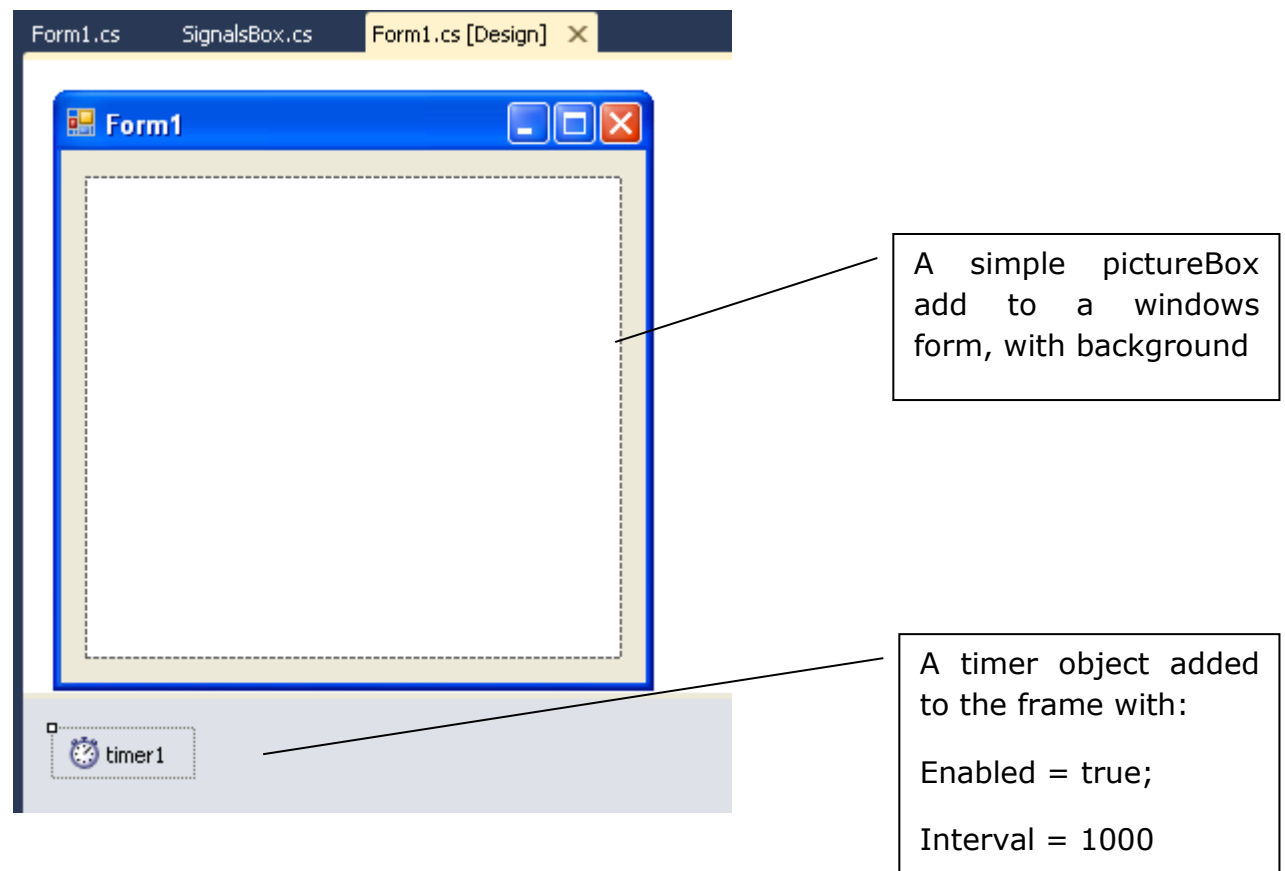 Form1.cs SignalsBox.cs Form1.cs [Design]
Form1
A simple pictureBox
add to a windows
form, with background
A timer object added
to the frame with:
Enabled = true;
Interval = 1000
timer1